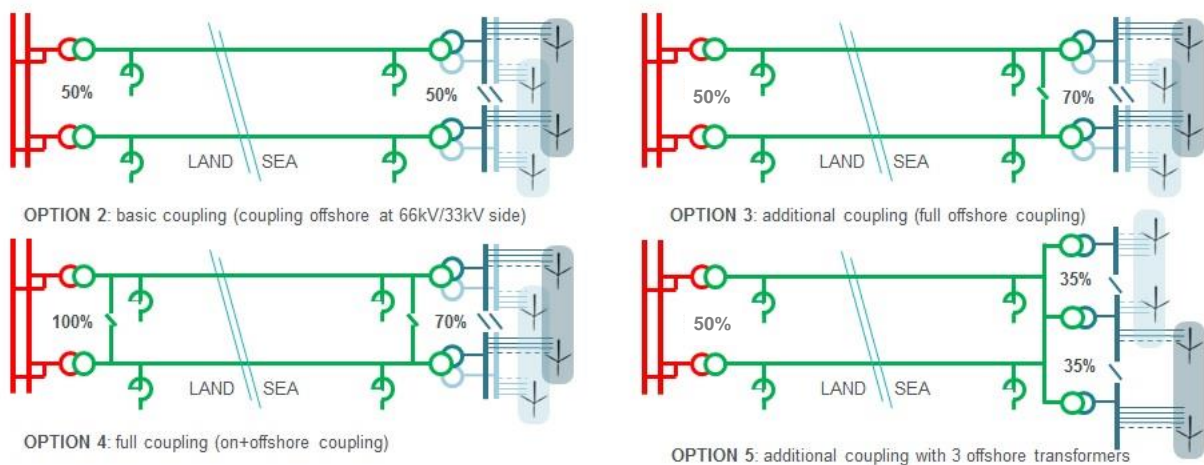 50%
50%
LAND SEA
OPTION 2: basic coupling (coupling offshore at 66kV/33kV side)
50%
70%
LAND SEA
OPTION 3: additional coupling (full offshore coupling)
100%
70%
LAND SEA
OPTION 4: full coupling (on+offshore coupling)
35%
50%
35%
LAND SEA
OPTION 5: additional coupling with 3 offshore transformers